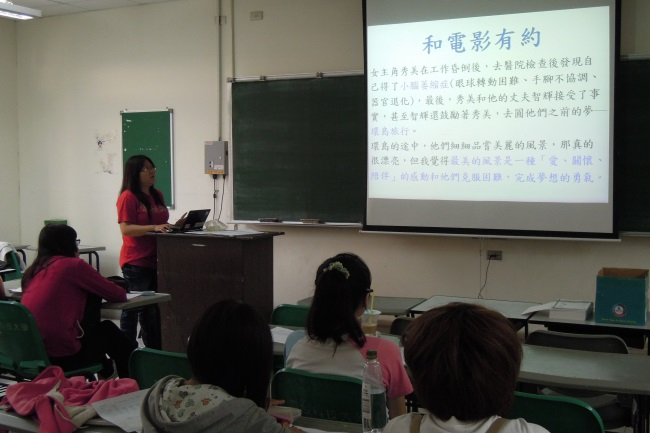 和電影有約
女主角秀美在工作昏倒後，去醫院檢查後發現自
己得了小腦萎縮症(眼球轉動困難、手腳不協調、
器官退化)，最後，秀美和他的丈夫智輝接受了事
實，甚至智輝還鼓勵著秀美，去圓他們之前的夢—
環島旅行。
環島的途中，他們細細品嘗美麗的風景，那真的
很漂亮，但我覺得最美的風景是一種「愛、關懷、
陪伴」的感動和他們克服困難，完成夢想的勇氣。